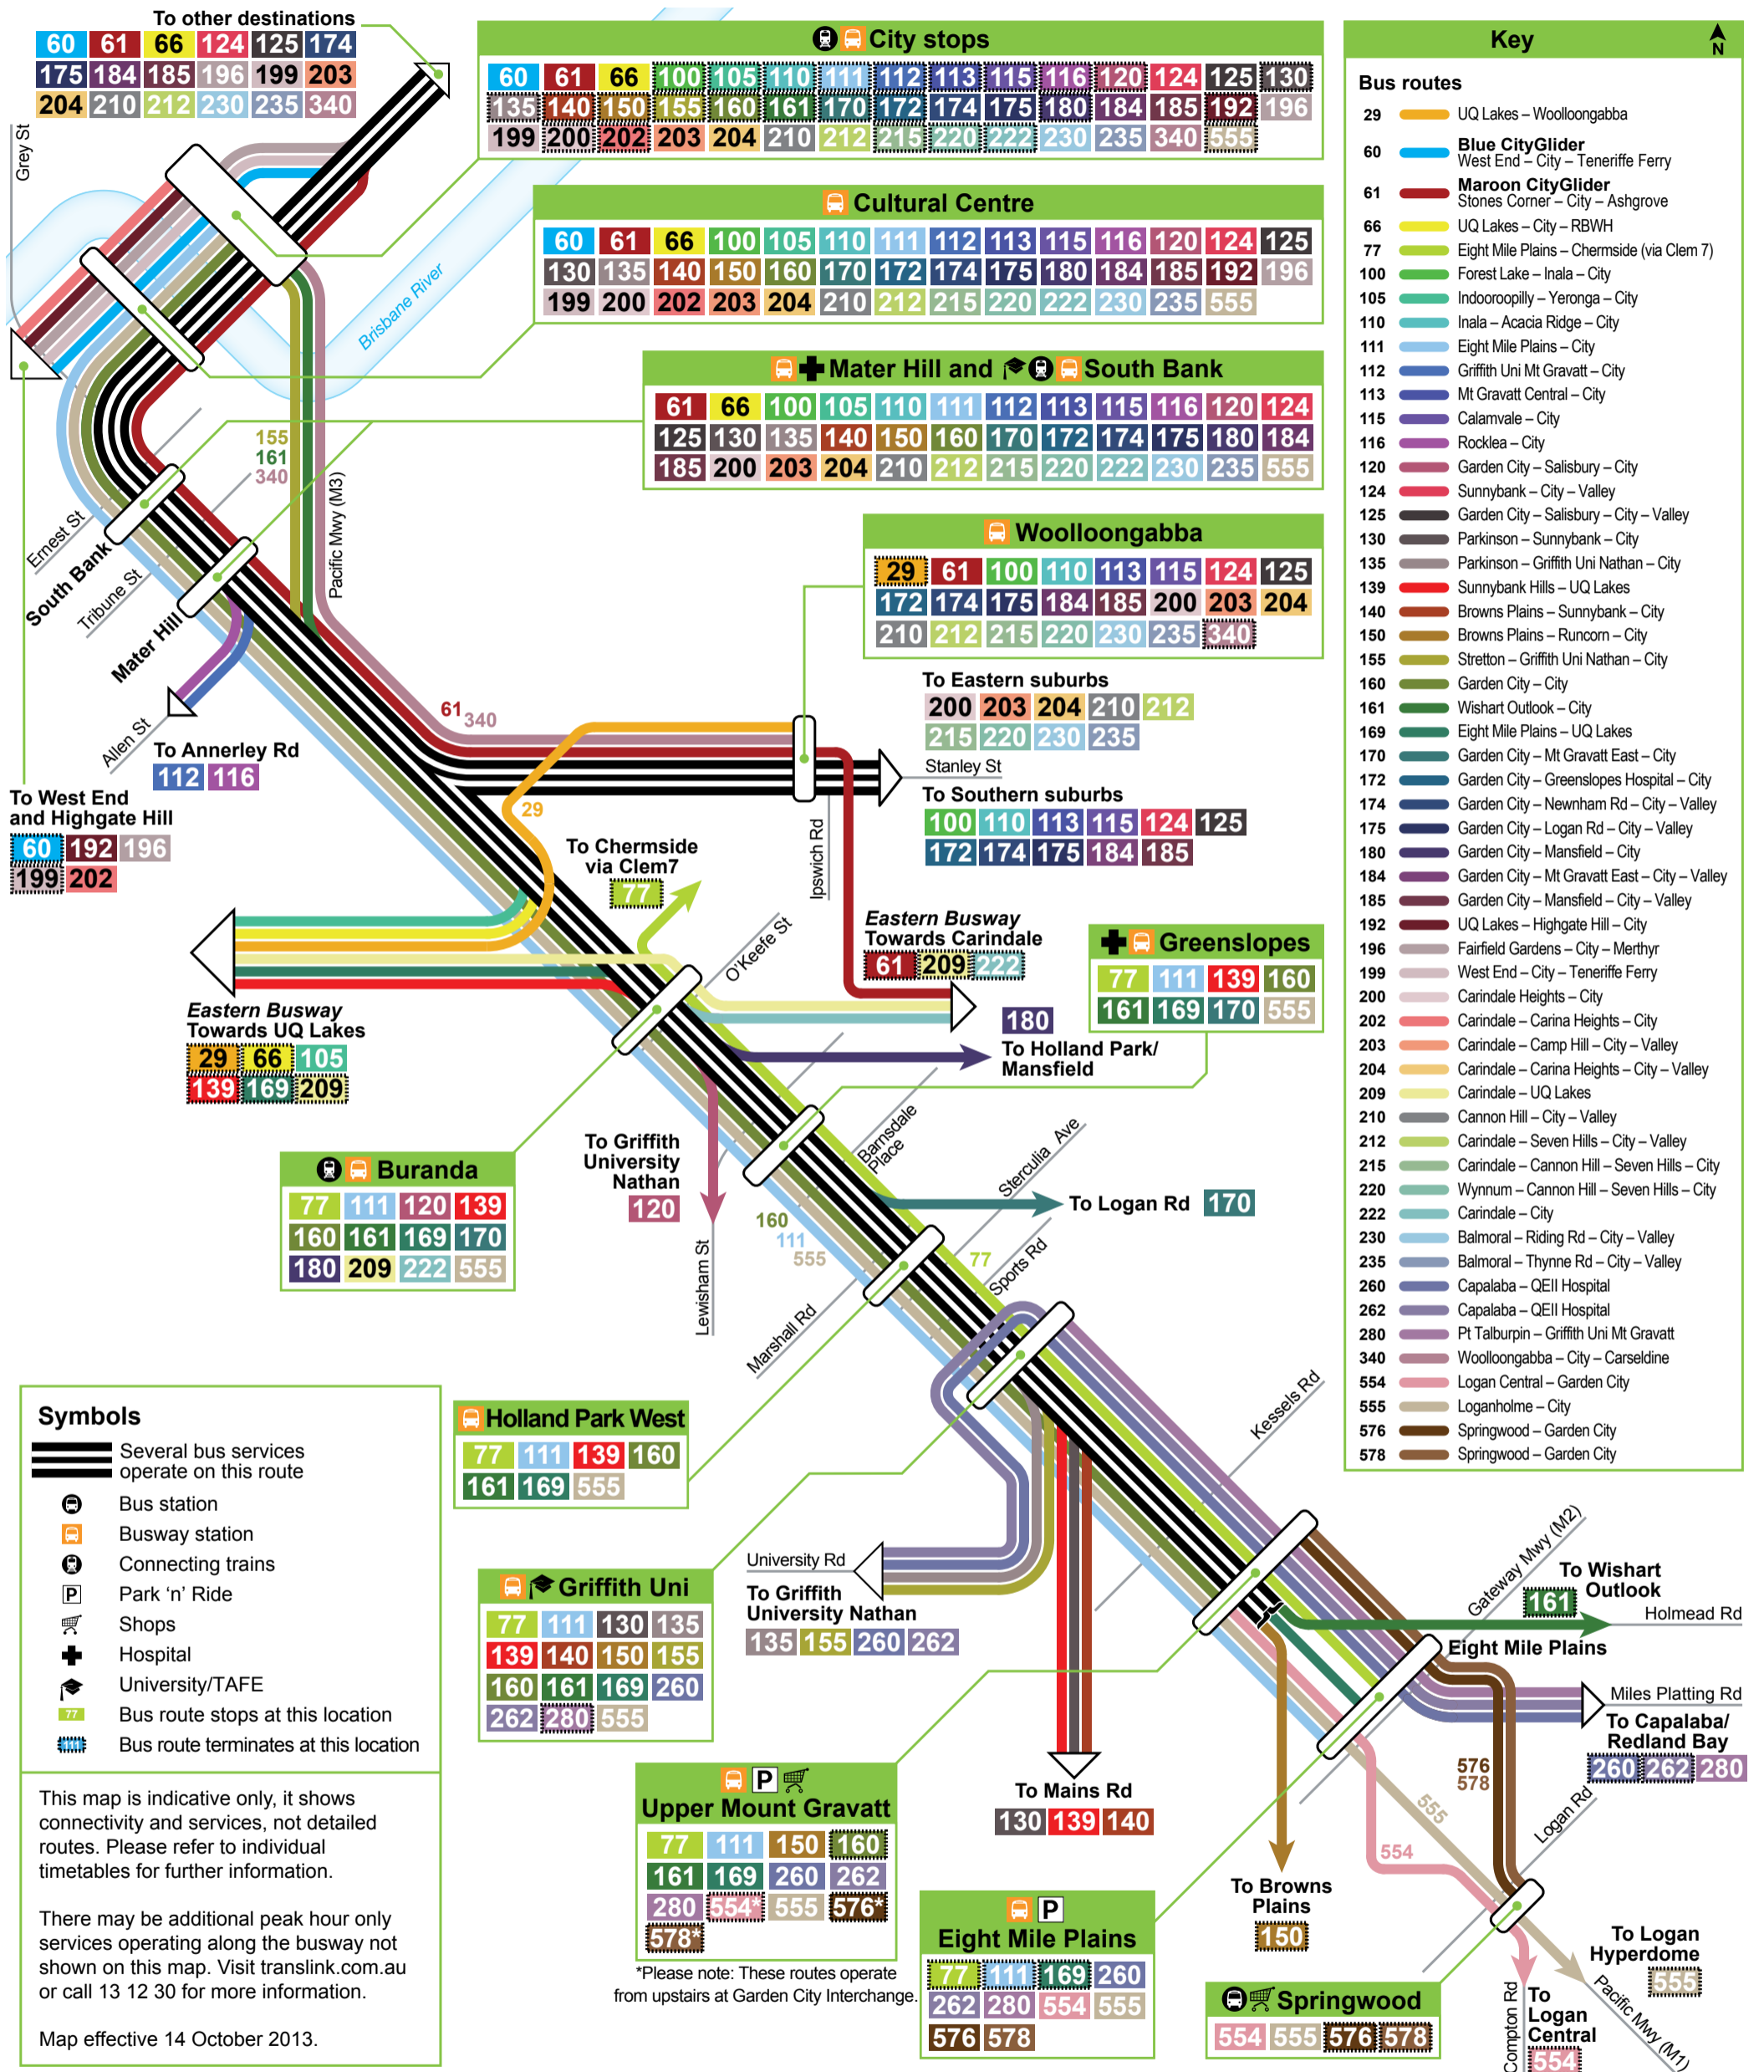 To other destinations
60 61 66 124 125 174
175 184 185 196 199 203
204 210 212 230 235 340
Grey St
City stops
60 61 66 100 105 110 111 112 113 115 116 120 124 125 130
135 140 150 155 160 161 170 172 174 175 180 184 185 192 196
199 200 202 203 204 210 212 215 220 222 230 235 340 555
Cultural Centre
60 61 66 100 105 110 111 112 113 115 116 120 124 125
130 135 140 150 160 170 172 174 175 180 184 185 192 196
199 200 202 203 204 210 212 215 220 222 230 235 555
Brisbane River
Mater Hill and South Bank
61 66 100 105 110 111 112 113 115 116 120 124
125 130 135 140 150 160 170 172 174 175 180 184
185 200 203 204 210 212 215 220 222 230 235 555
155
161
340
Pacific Mwy (M3)
Ernest St
South Bank
Tribune St
Mater Hill
Allen St
To Annerley Rd
112 116
To West End
and Highgate Hill
60 192 196
199 202
Woolloongabba
29 61 100 110 113 115 124 125
172 174 175 184 185 200 203 204
210 212 215 220 230 235 340
61
340
29
To Eastern suburbs
200 203 204 210 212
215 220 230 235
Stanley St
To Southern suburbs
100 110 113 115 124 125
172 174 175 184 185
Ipswich Rd
To Chermside
via Clem7
77
O'Keefe St
Eastern Busway
Towards Carindale
61 209 222
Greenslopes
77 111 139 160
161 169 170 555
180
To Holland Park/
Mansfield
Eastern Busway
Towards UQ Lakes
29 66 105
139 169 209
Buranda
77 111 120 139
160 161 169 170
180 209 222 555
To Griffith
University
Nathan
120
Lewisham St
Barnsdale
Place
Sterculia Ave
To Logan Rd 170
160
111
555
77
Sports Rd
Marshall Rd
Holland Park West
77 111 139 160
161 169 555
Kessels Rd
University Rd
To Griffith
University Nathan
135 155 260 262
Griffith Uni
77 111 130 135
139 140 150 155
160 161 169 260
262 280 555
Gateway Mwy (M2)
To Wishart
Outlook
161
Holmead Rd
Eight Mile Plains
Miles Platting Rd
To Capalaba/
Redland Bay
260 262 280
576
578
Logan Rd
555
554
To Mains Rd
130 139 140
Upper Mount Gravatt
77 111 150 160
161 169 260 262
280 554* 555 576*
578*
*Please note: These routes operate
from upstairs at Garden City Interchange.
To Browns
Plains
150
Eight Mile Plains
77 111 169 260
262 280 554 555
576 578
Springwood
554 555 576 578
Compton Rd
To
Logan
Central
554
To Logan
Hyperdome
555
Pacific Mwy (M1)
Key
N
Bus routes
29 UQ Lakes – Woolloongabba
60 Blue CityGlider
West End – City – Teneriffe Ferry
61 Maroon CityGlider
Stones Corner – City – Ashgrove
66 UQ Lakes – City – RBWH
77 Eight Mile Plains – Chermside (via Clem 7)
100 Forest Lake – Inala – City
105 Indooroopilly – Yeronga – City
110 Inala – Acacia Ridge – City
111 Eight Mile Plains – City
112 Griffith Uni Mt Gravatt – City
113 Mt Gravatt Central – City
115 Calamvale – City
116 Rocklea – City
120 Garden City – Salisbury – City
124 Sunnybank – City – Valley
125 Garden City – Salisbury – City – Valley
130 Parkinson – Sunnybank – City
135 Parkinson – Griffith Uni Nathan – City
139 Sunnybank Hills – UQ Lakes
140 Browns Plains – Sunnybank – City
150 Browns Plains – Runcorn – City
155 Stretton – Griffith Uni Nathan – City
160 Garden City – City
161 Wishart Outlook – City
169 Eight Mile Plains – UQ Lakes
170 Garden City – Mt Gravatt East – City
172 Garden City – Greenslopes Hospital – City
174 Garden City – Newnham Rd – City – Valley
175 Garden City – Logan Rd – City – Valley
180 Garden City – Mansfield – City
184 Garden City – Mt Gravatt East – City – Valley
185 Garden City – Mansfield – City – Valley
192 UQ Lakes – Highgate Hill – City
196 Fairfield Gardens – City – Merthyr
199 West End – City – Teneriffe Ferry
200 Carindale Heights – City
202 Carindale – Carina Heights – City
203 Carindale – Camp Hill – City – Valley
204 Carindale – Carina Heights – City – Valley
209 Carindale – UQ Lakes
210 Cannon Hill – City – Valley
212 Carindale – Seven Hills – City – Valley
215 Carindale – Cannon Hill – Seven Hills – City
220 Wynnum – Cannon Hill – Seven Hills – City
222 Carindale – City
230 Balmoral – Riding Rd – City – Valley
235 Balmoral – Thynne Rd – City – Valley
260 Capalaba – QEII Hospital
262 Capalaba – QEII Hospital
280 Pt Talburpin – Griffith Uni Mt Gravatt
340 Woolloongabba – City – Carseldine
554 Logan Central – Garden City
555 Loganholme – City
576 Springwood – Garden City
578 Springwood – Garden City
Symbols
Several bus services
operate on this route
Bus station
Busway station
Connecting trains
P Park 'n' Ride
Shops
Hospital
University/TAFE
77 Bus route stops at this location
111 Bus route terminates at this location
This map is indicative only, it shows
connectivity and services, not detailed
routes. Please refer to individual
timetables for further information.
There may be additional peak hour only
services operating along the busway not
shown on this map. Visit translink.com.au
or call 13 12 30 for more information.
Map effective 14 October 2013.